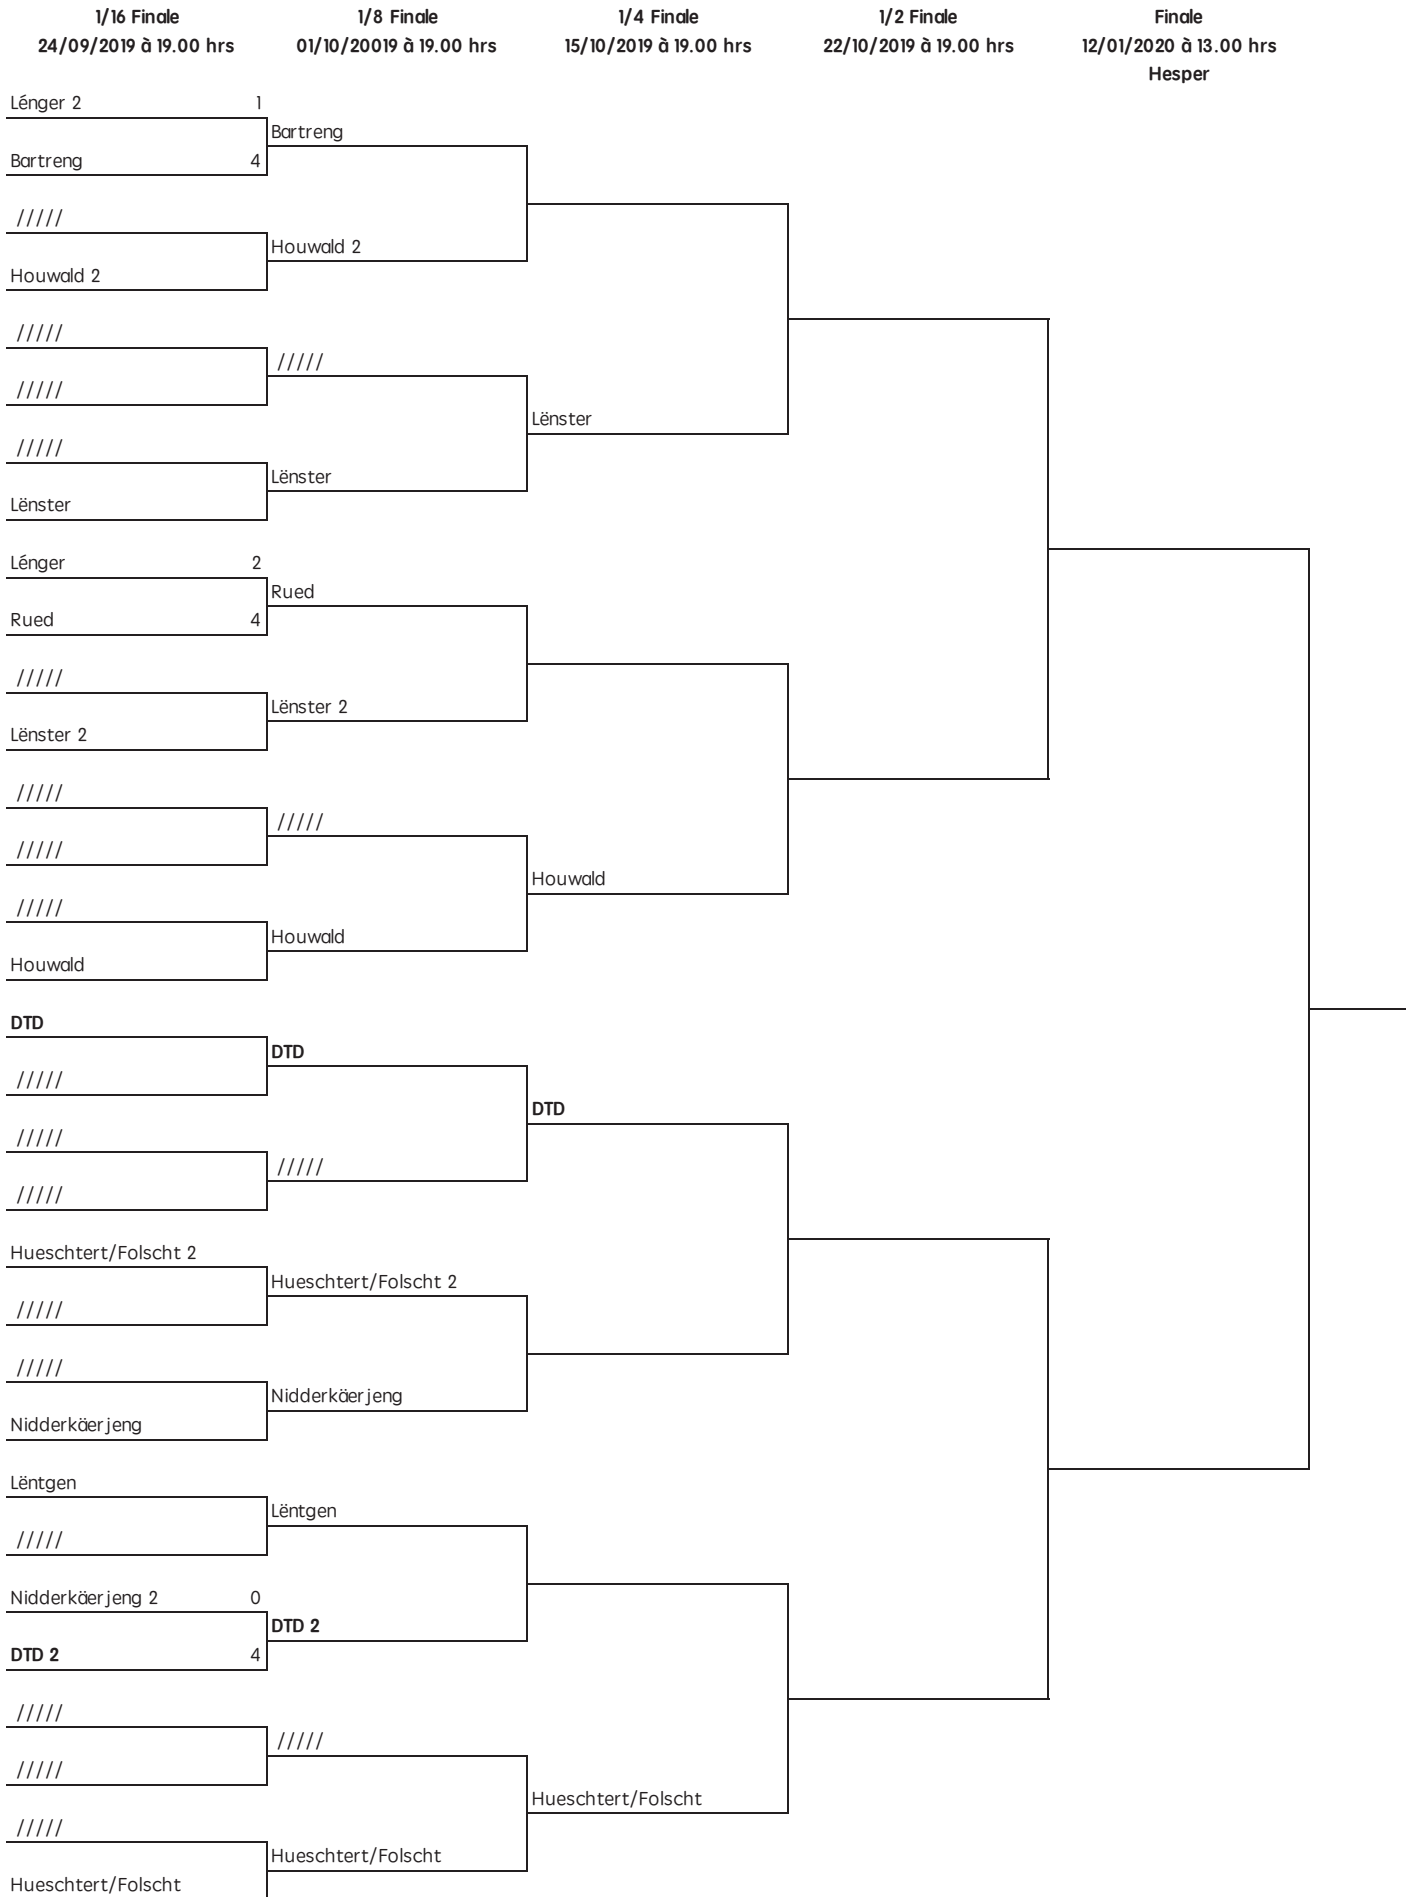 1/16 Finale 1/8 Finale 1/4 Finale 1/2 Finale Finale
24/09/2019 à 19.00 hrs 01/10/20019 à 19.00 hrs 15/10/2019 à 19.00 hrs 22/10/2019 à 19.00 hrs 12/01/2020 à 13.00 hrs
Hesper
Lénger 2 1
Bartreng
Bartreng 4
/////
Houwald 2
Houwald 2
/////
/////
/////
Lënster
/////
Lënster
Lënster
Lénger 2
Rued
Rued 4
/////
Lënster 2
Lënster 2
/////
/////
/////
Houwald
/////
Houwald
Houwald
DTD
DTD
/////
DTD
/////
/////
/////
Hueschtert/Folscht 2
Hueschtert/Folscht 2
/////
/////
Nidderkäerjeng
Nidderkäerjeng
Lëntgen
Lëntgen
/////
Nidderkäerjeng 2 0
DTD 2
DTD 2 4
/////
/////
/////
Hueschtert/Folscht
/////
Hueschtert/Folscht
Hueschtert/Folscht